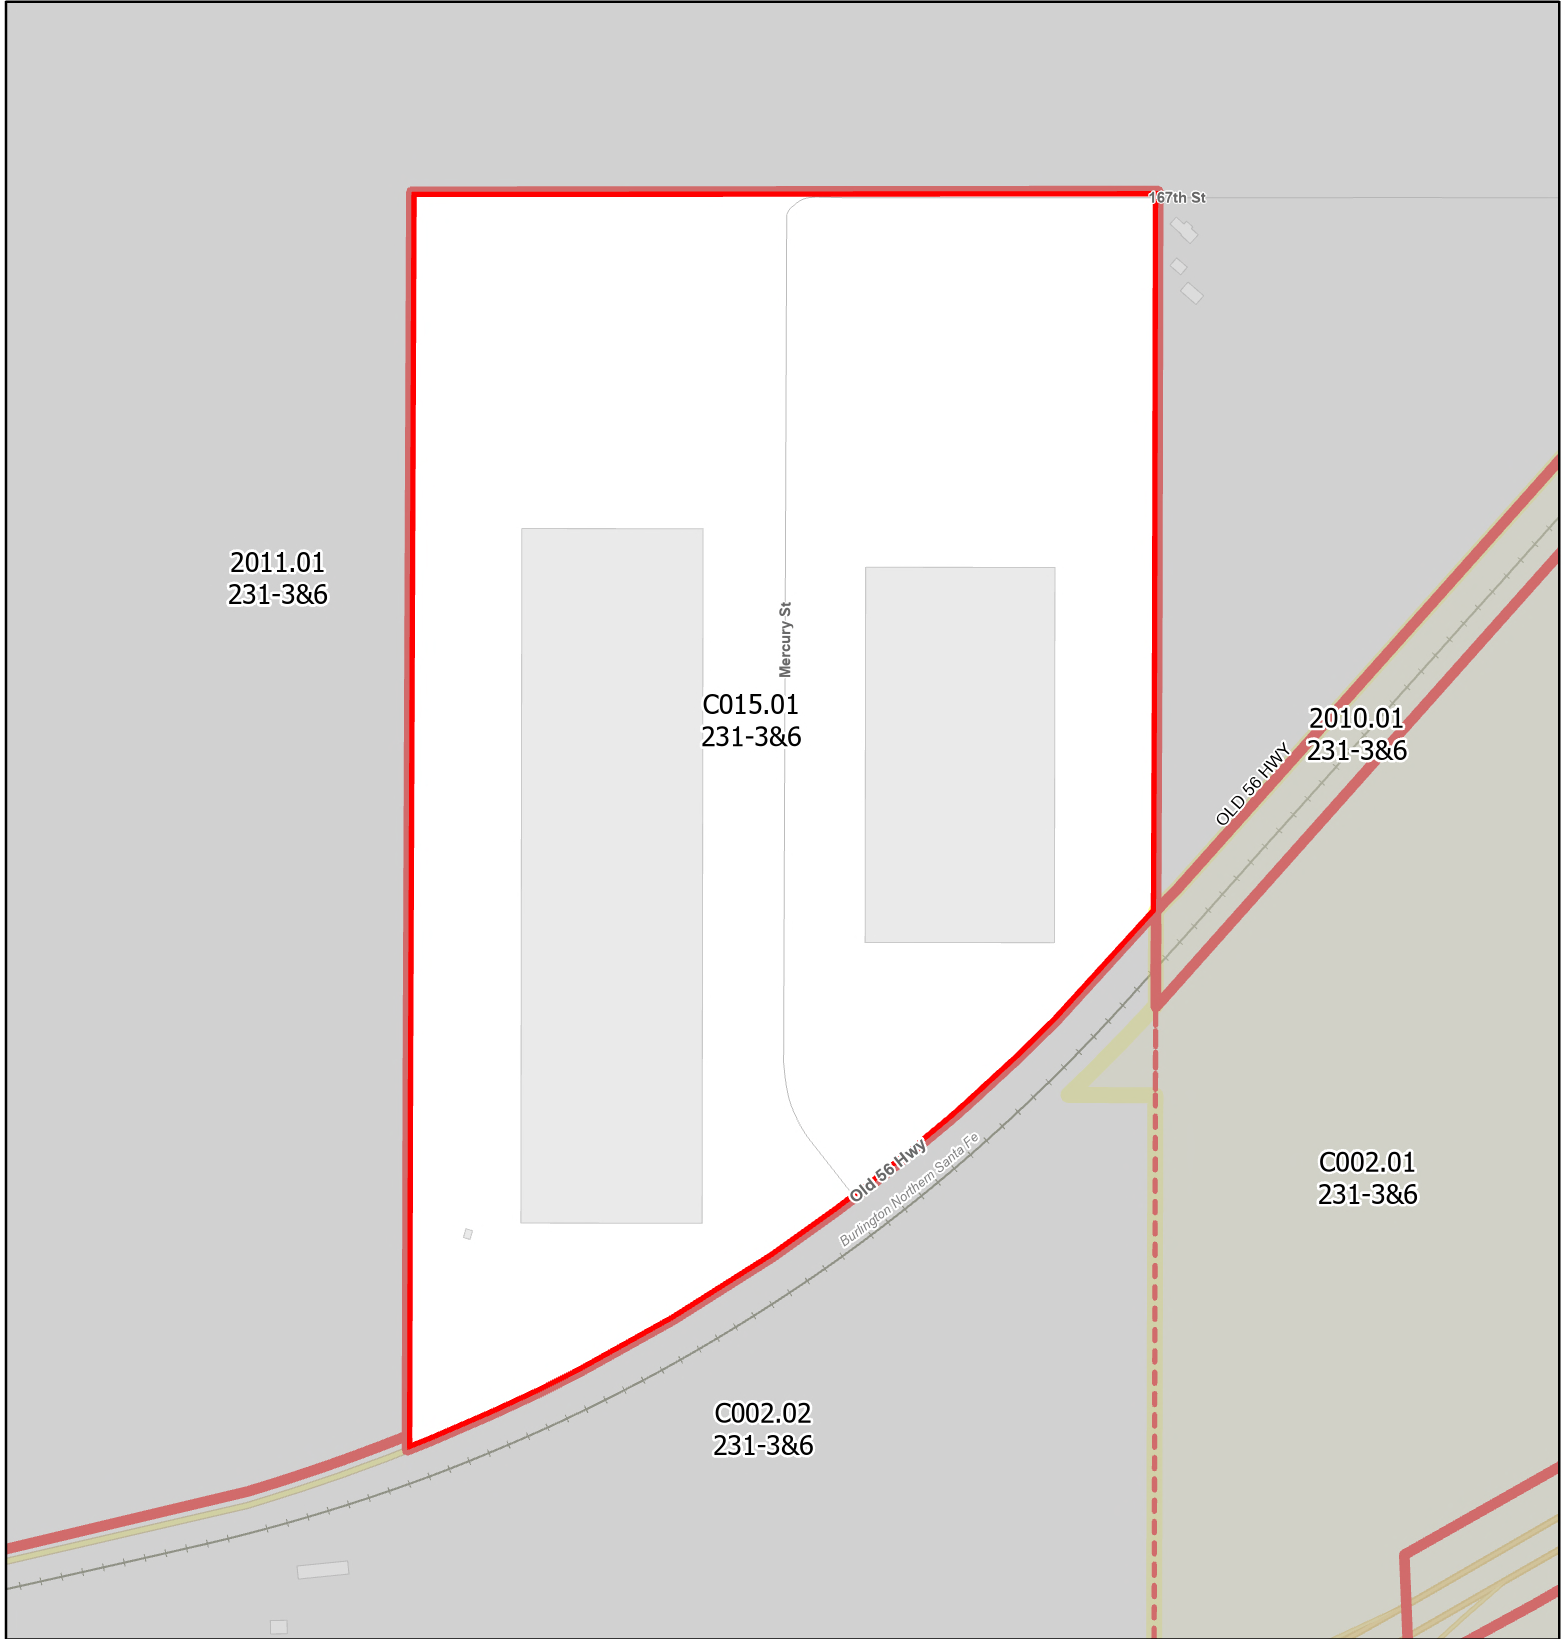 167th St
2011.01
231-3&6
Mercury St
C015.01
231-3&6
2010.01
231-3&6
OLD 56 HWY
Old 56 Hwy
Burlington Northern Santa Fe
C002.01
231-3&6
C002.02
231-3&6